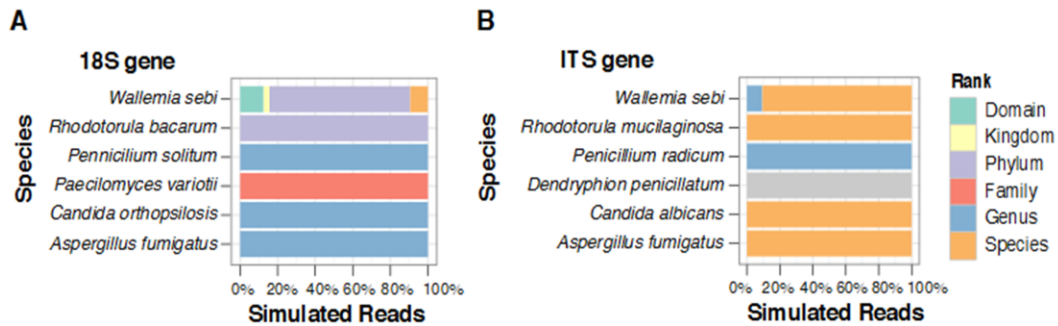 A
18S gene
Species
Wallemia sebi
Rhodotorula bacarum
Pennicilium solitum
Paecilomyces variotii
Candida orthopsilosis
Aspergillus fumigatus
0% 20% 40% 60% 80% 100%
Simulated Reads
B
ITS gene
Species
Wallemia sebi
Rhodotorula mucilaginosa
Penicillium radicum
Dendryphion penicillatum
Candida albicans
Aspergillus fumigatus
0% 20% 40% 60% 80% 100%
Simulated Reads
Rank
Domain
Kingdom
Phylum
Family
Genus
Species